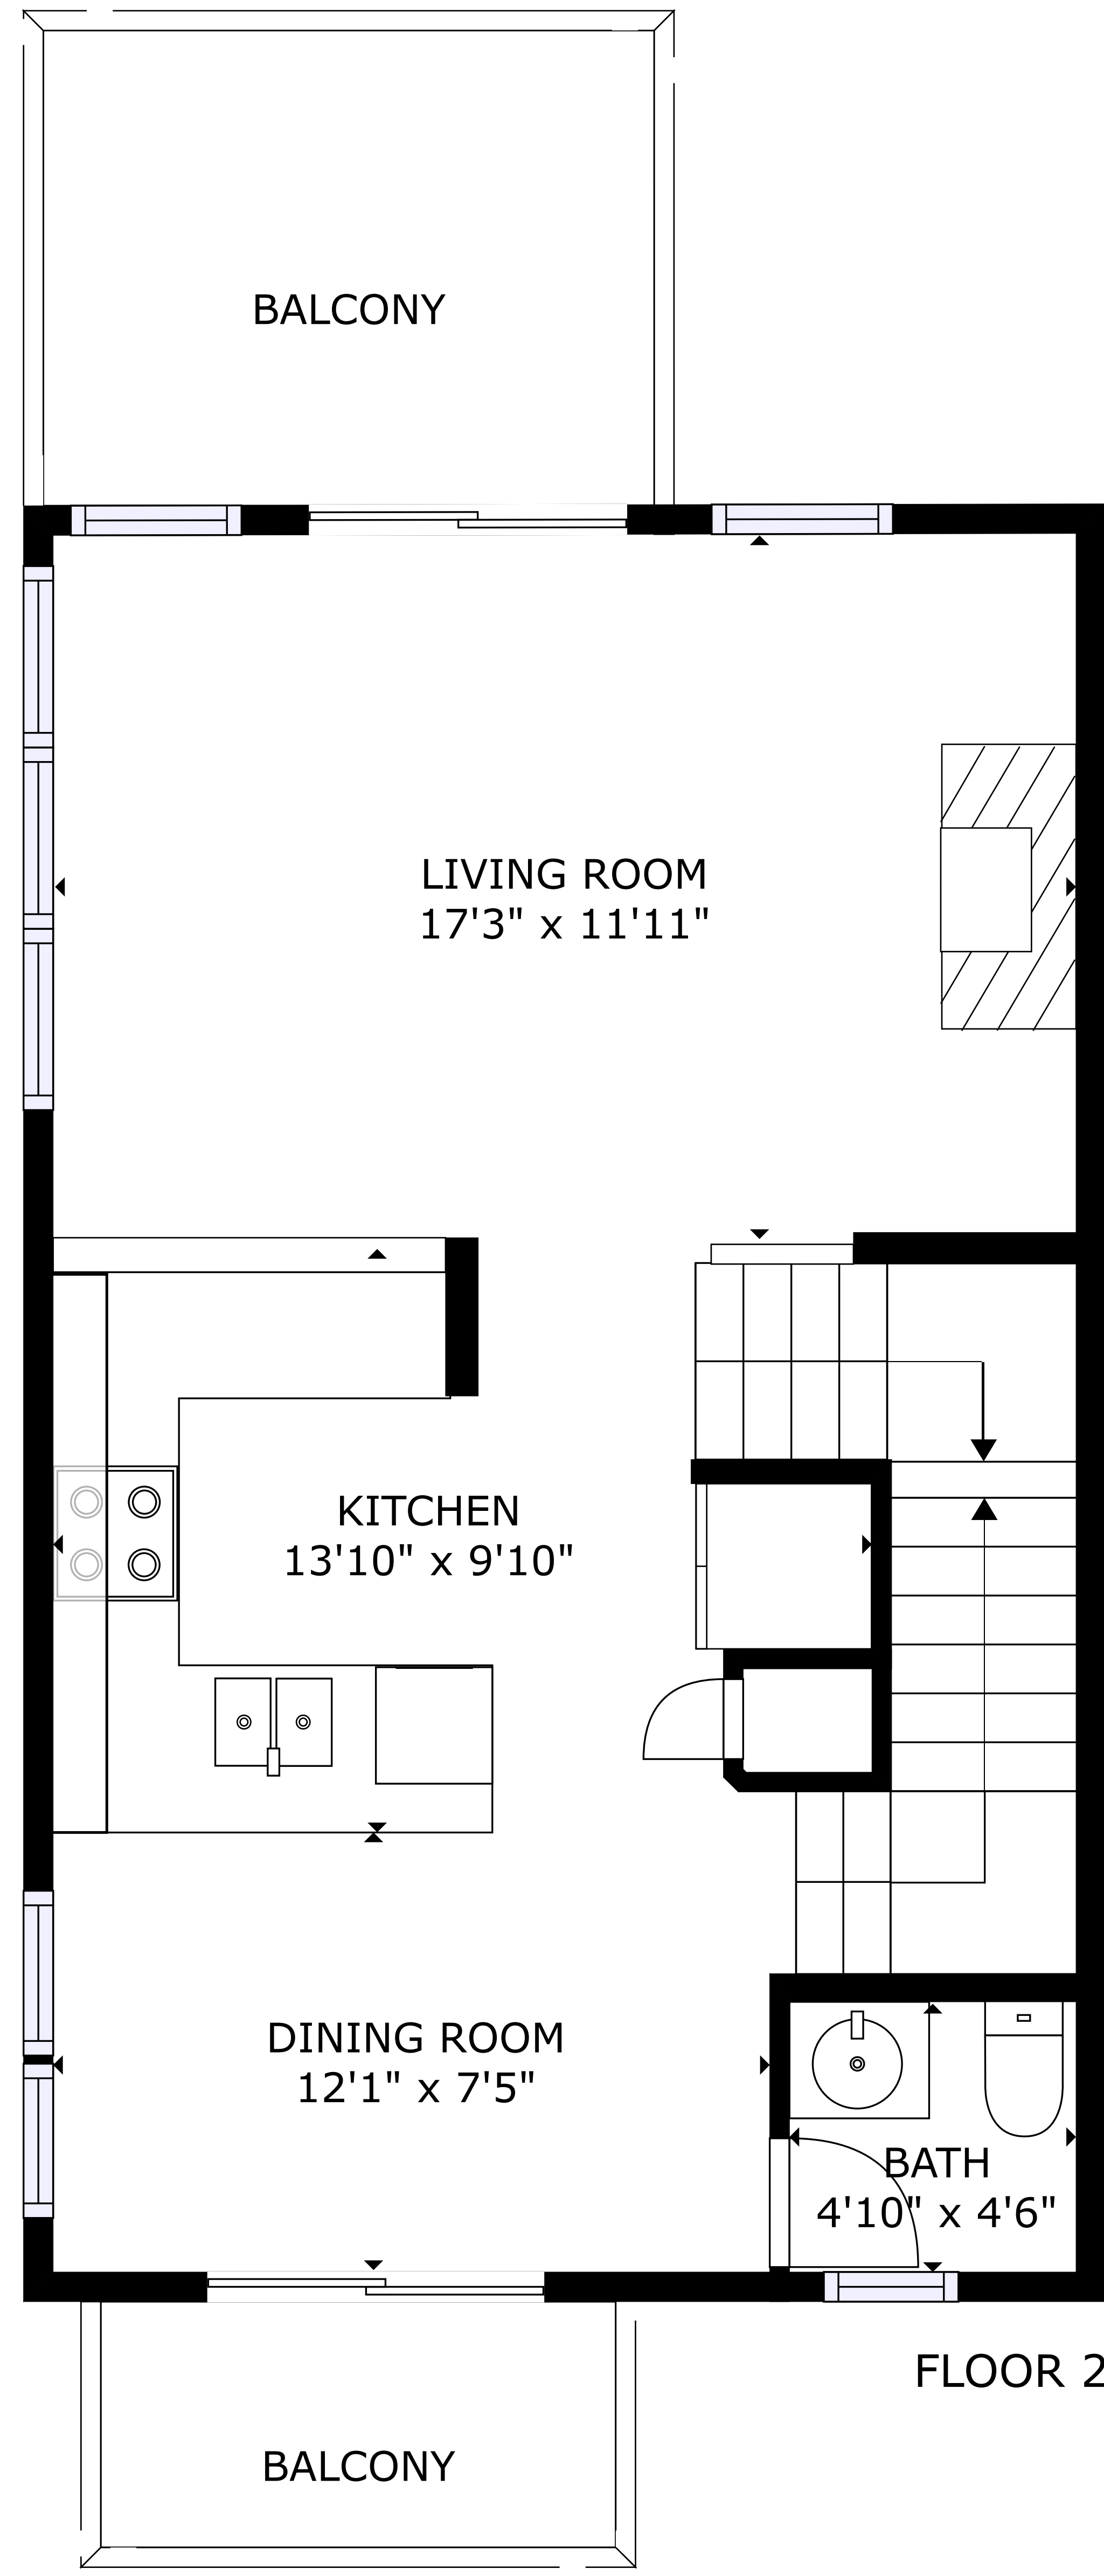 BALCONY
LIVING ROOM
17'3" x 11'11"
KITCHEN
13'10" x 9'10"
DINING ROOM
12'1" x 7'5"
BATH
4'10" x 4'6"
FLOOR 2
BALCONY